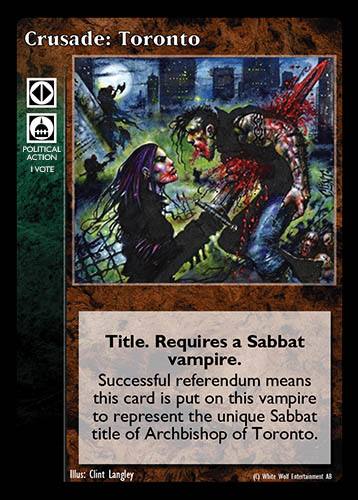 Crusade: Toronto
POLITICAL
ACTION
1 VOTE
Title. Requires a Sabbat
vampire.
Successful referendum means
this card is put on this vampire
to represent the unique Sabbat
title of Archbishop of Toronto.
Illus: Clint Langley
(C) White Wolf Entertainment AB